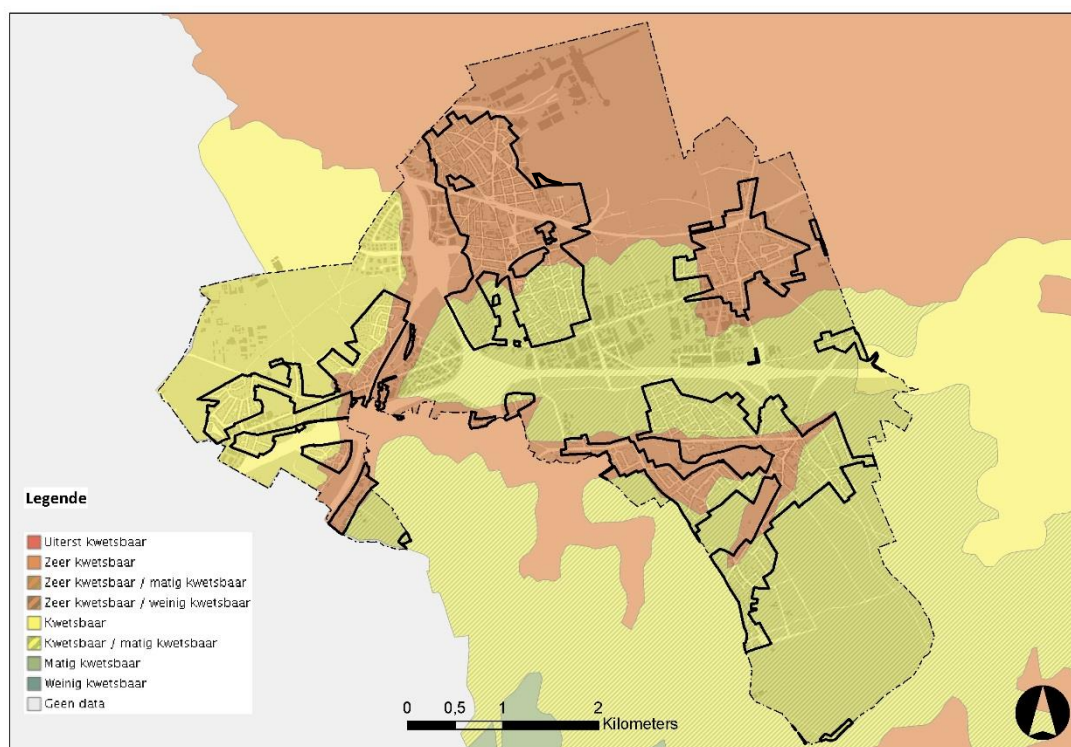 Legende
Uiterst kwetsbaar
Zeer kwetsbaar
Zeer kwetsbaar / matig kwetsbaar
Zeer kwetsbaar / weinig kwetsbaar
Kwetsbaar
Kwetsbaar / matig kwetsbaar
Matig kwetsbaar
Weinig kwetsbaar
Geen data
0 0,5 1 2
Kilometers